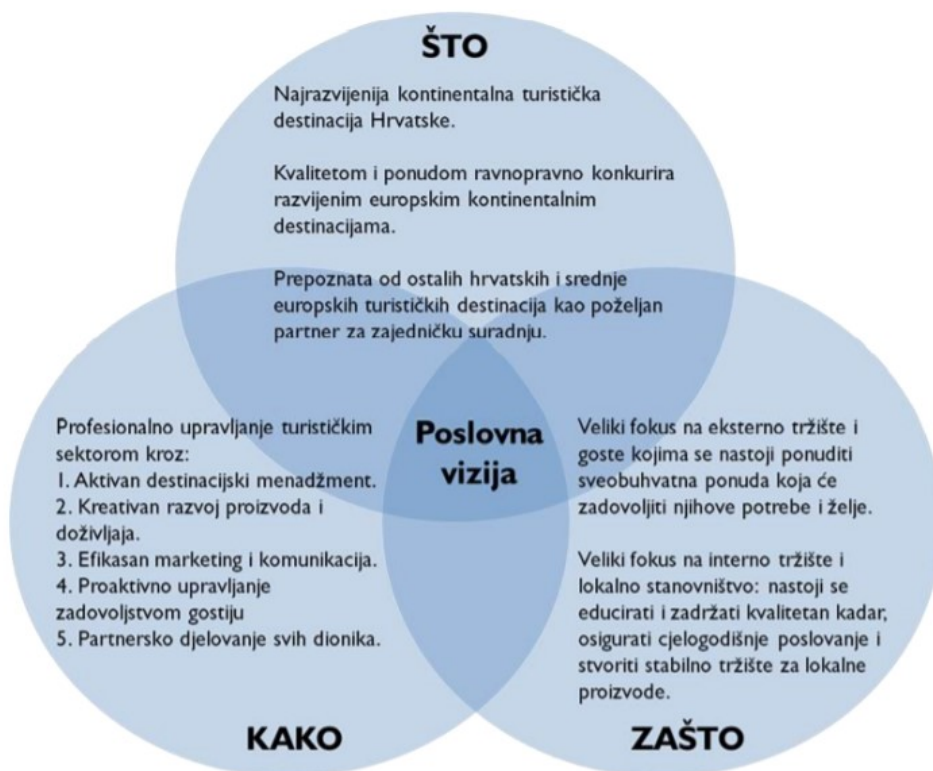 ŠTO
Najrazvijenija kontinentalna turistička
destinacija Hrvatske.
Kvalitetom i ponudom ravnopravno konkurira
razvijenim europskim kontinentalnim
destinacijama.
Prepoznata od ostalih hrvatskih i srednje
europskih turističkih destinacija kao poželjan
partner za zajedničku suradnju.
Poslovna
vizija
Profesionalno upravljanje turističkim
sektorom kroz:
1. Aktivan destinacijski menadžment.
2. Kreativan razvoj proizvoda i
doživljaja.
3. Efikasan marketing i komunikacija.
4. Proaktivno upravljanje
zadovoljstvom gostiju
5. Partnersko djelovanje svih dionika.
KAKO
Veliki fokus na eksterno tržište i
goste kojima se nastoji ponuditi
sveobuhvatna ponuda koja će
zadovoljiti njihove potrebe i želje.
Veliki fokus na interno tržište i
lokalno stanovništvo: nastoji se
educirati i zadržati kvalitetan kadar,
osigurati cjelogodišnje poslovanje i
stvoriti stabilno tržište za lokalne
proizvode.
ZAŠTO